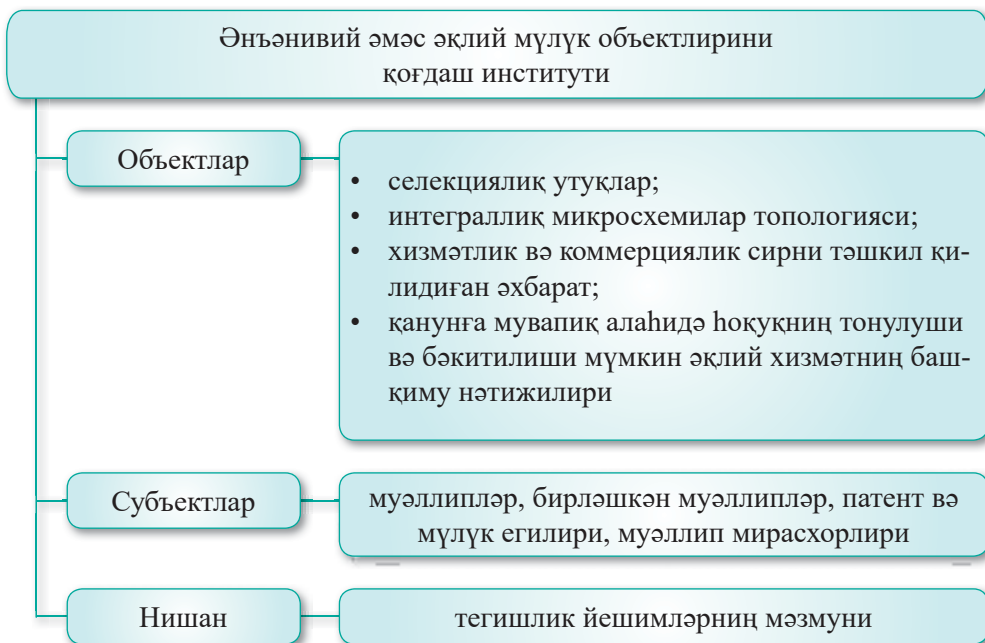 Әнъәнивий әмәс әқлий мүлүк объектлирини
қоғдаш институти
Объектлар
• селекциялиқ утуқлар;
• интеграллиқ микросхемилар топологияси;
• хизмәтлик вә коммерциялик сирни тәшкил қи-
лидиған әхбарат;
• қанунға мувапиқ алаһидә һоқуқниң тонулуши
вә бәкитилиши мүмкин әқлий хизмәтниң баш-
қиму нәтижилири
Субъектлар
муәллипләр, бирләшкән муәллипләр, патент вә
мүлүк егилири, муәллип мирасхорлири
Нишан
тегишлик йешимләрниң мәзмуни